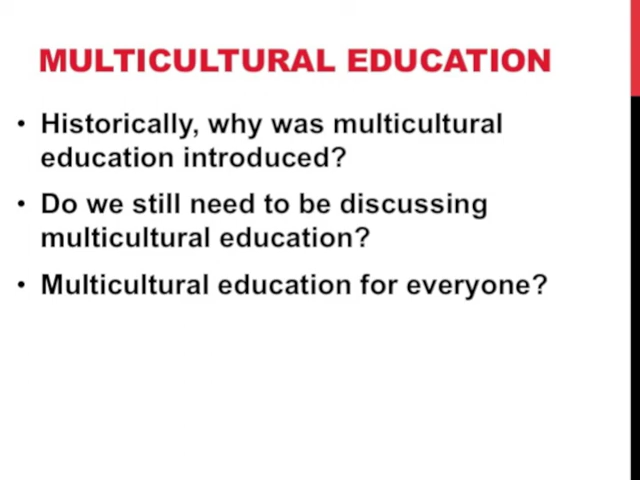 MULTICULTURAL EDUCATION
• Historically, why was multicultural
education introduced?
• Do we still need to be discussing
multicultural education?
• Multicultural education for everyone?